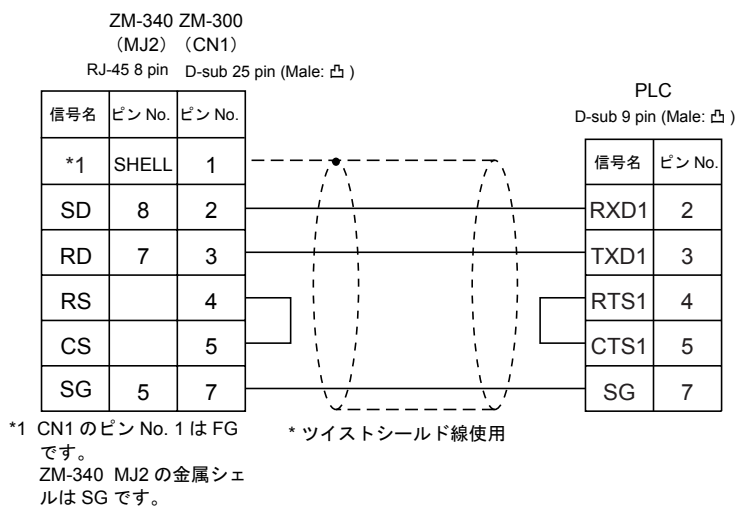 ZM-340 ZM-300
（MJ2）（CN1）
RJ-45 8 pin D-sub 25 pin (Male: 凸 )
信号名 ピン No. ピン No.
*1 SHELL 1
SD 8 2
RD 7 3
RS 4
CS 5
SG 5 7
PLC
D-sub 9 pin (Male: 凸 )
信号名 ピン No.
RXD1 2
TXD1 3
RTS1 4
CTS1 5
SG 7
*1 CN1 のピン No. 1 は FG
です。
ZM-340 MJ2 の金属シェ
ルは SG です。
* ツイストシールド線使用